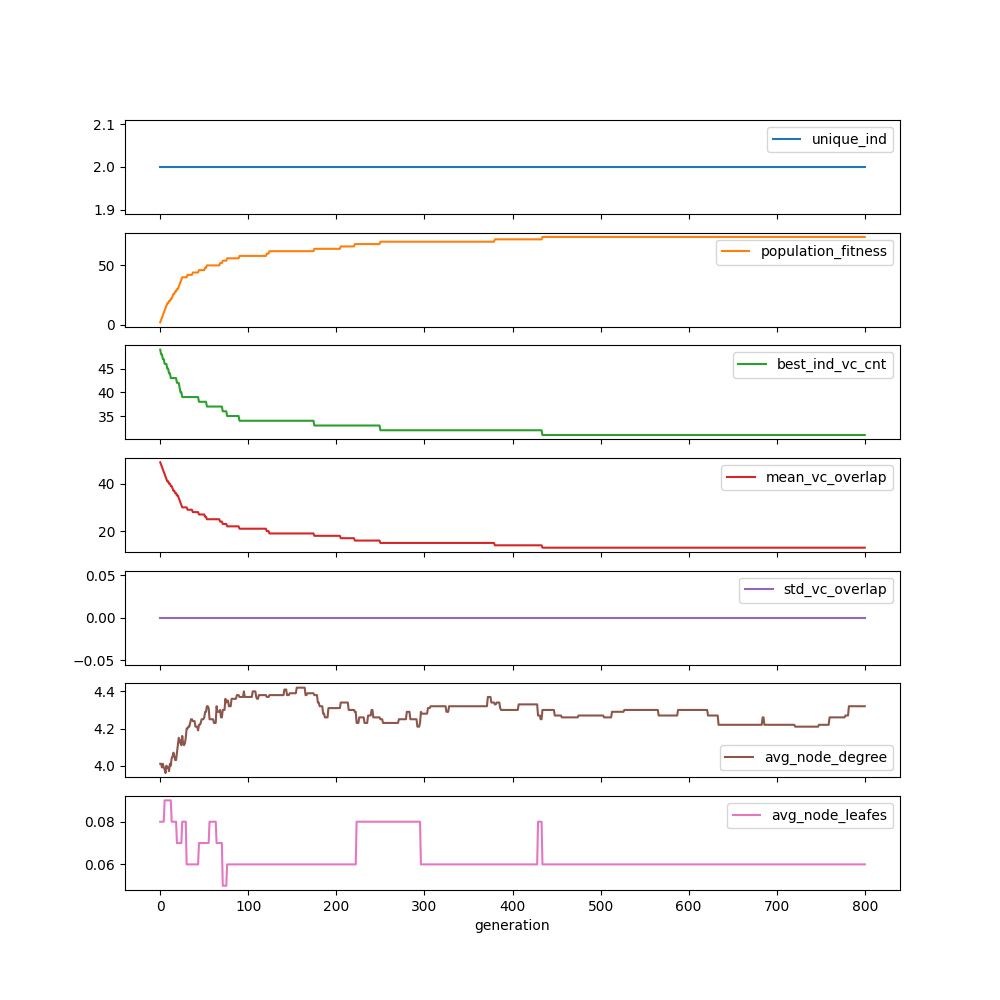 2.1
2.0
1.9
unique_ind
50
0
population_fitness
45
40
35
best_ind_vc_cnt
40
20
mean_vc_overlap
0.05
0.00
−0.05
std_vc_overlap
4.4
4.2
4.0
avg_node_degree
0.08
0.06
avg_node_leafes
0 100 200 300 400 500 600 700 800
generation